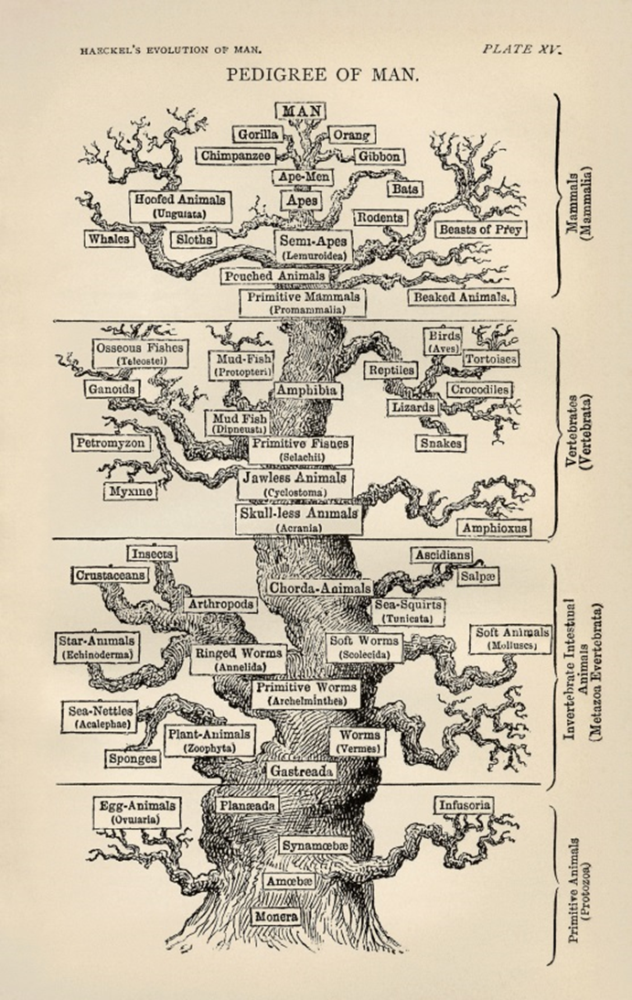 HAECKEL'S EVOLUTION OF MAN.
PLATE XV.
PEDIGREE OF MAN.
MAN
Gorilla
Orang
Chimpanzee
Gibbon
Ape-Men
Bats
Hoofed Animals
(Ungulata)
Apes
Rodents
Beasts of Prey
Whales
Sloths
Semi-Apes
(Lemuroidea)
Pouched Animals
Primitive Mammals
(Promammalia)
Beaked Animals.
Mammals
(Mammalia)
Osseous Fishes
(Teleostei)
Mud-Fish
(Protopteri)
Birds
(Aves)
Tortoises
Reptiles
Ganoids
Amphibia
Crocodiles
Lizards
Mud Fish
(Dipneusti)
Petromyzon
Primitive Fishes
(Selachii)
Snakes
Jawless Animals
(Cyclostoma)
Myxine
Skull-less Animals
(Acrania)
Amphioxus
Vertebrates
(Vertebrata)
Insects
Ascidians
Crustaceans
Salpæ
Chorda-Animals
Arthropods
Sea-Squirts
(Tunicata)
Star-Animals
(Echinoderma)
Ringed Worms
(Annelida)
Soft Worms
(Scolecida)
Soft Animals
(Molluscs)
Primitive Worms
(Archelminthes)
Sea-Nettles
(Acalephae)
Plant-Animals
(Zoophyta)
Worms
(Vermes)
Sponges
Gastreada
Invertebrate Intestinal
Animals
(Metazoa Evertebrata)
Egg-Animals
(Ovularia)
Planæada
Infusoria
Synamœbæ
Amœbæ
Monera
Primitive Animals
(Protozoa)